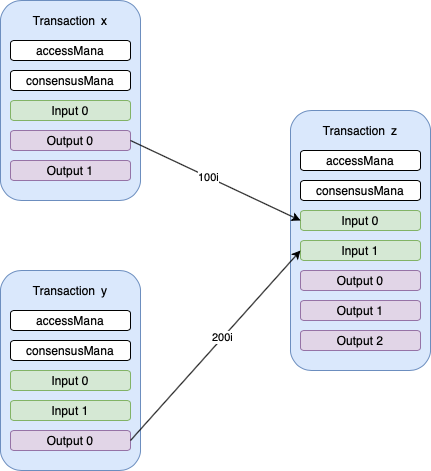 Transaction x
accessMana
consensusMana
Input 0
Output 0
Output 1
100i
Transaction z
accessMana
consensusMana
Input 0
Input 1
Output 0
Output 1
Output 2
Transaction y
accessMana
consensusMana
Input 0
Input 1
Output 0
200i